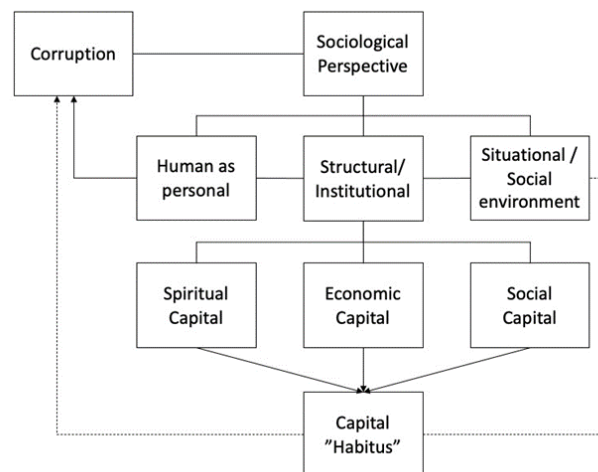 Corruption
Sociological
Perspective
Human as
personal
Structural/
Institutional
Situational /
Social
environment
Spiritual
Capital
Economic
Capital
Social
Capital
Capital
”Habitus”